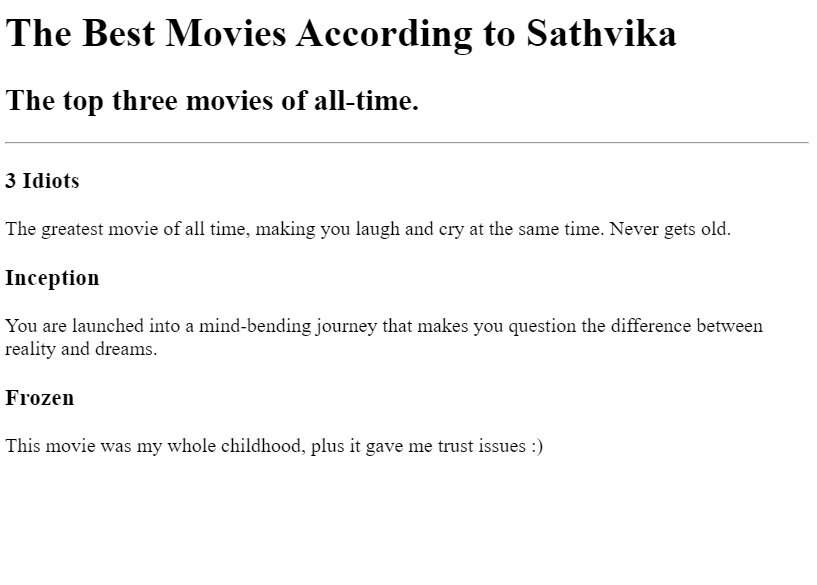 The Best Movies According to Sathvika
The top three movies of all-time.
3 Idiots
The greatest movie of all time, making you laugh and cry at the same time. Never gets old.
Inception
You are launched into a mind-bending journey that makes you question the difference between
reality and dreams.
Frozen
This movie was my whole childhood, plus it gave me trust issues :)